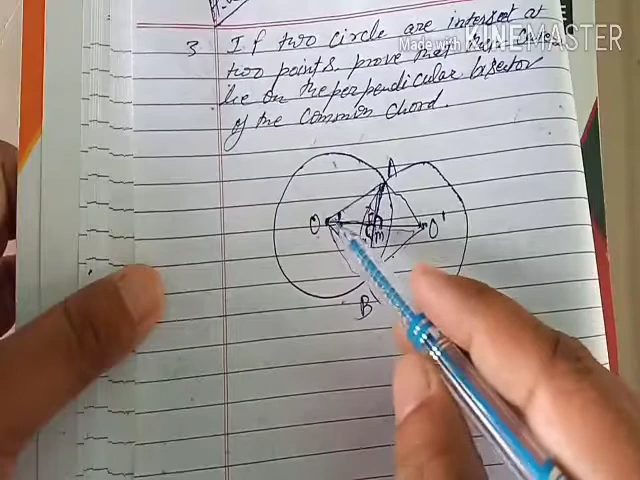 3 If two circle are intersect at
two points. prove that
lie on the perpendicular bisector
of the common chord.
Made With KINEMASTER
A
O
M
O'
B